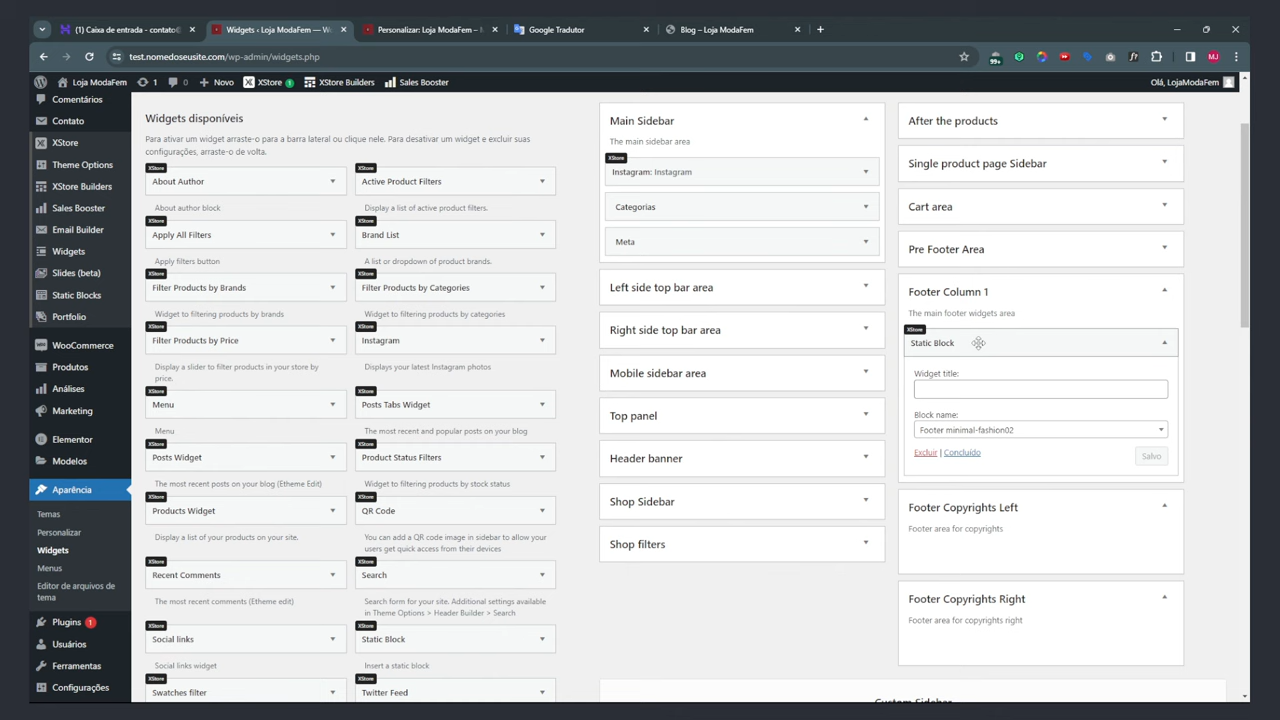 (1) Caixa de entrada - contato©
Widgets ‹ Loja ModaFem — W
Personalizar: Loja ModaFem –
Google Tradutor
Blog – Loja ModaFem
test.nomedoseusite.com/wp-admin/widgets.php
99+
f?
MJ
Loja ModaFem
1
0
Novo
XStore 1
XStore Builders
Sales Booster
Olá, LojaModaFem
Comentários
Contato
XStore
Theme Options
XStore Builders
Sales Booster
Email Builder
Widgets
Slides (beta)
Static Blocks
Portfolio
WooCommerce
Produtos
Análises
Marketing
Elementor
Modelos
Aparência
Temas
Personalizar
Widgets
Menus
Editor de arquivos de
tema
Plugins 1
Usuários
Ferramentas
Configurações
Widgets disponíveis
Para ativar um widget arraste-o para a barra lateral ou clique nele. Para desativar um widget e excluir suas
configurações, arraste-o de volta.
XStore
About Author
About author block
XStore
Active Product Filters
Display a list of active product filters.
XStore
Apply All Filters
Apply filters button
XStore
Brand List
A list or dropdown of product brands.
XStore
Filter Products by Brands
Widget to filtering products by brands
XStore
Filter Products by Categories
Widget to filtering products by categories
XStore
Filter Products by Price
Display a slider to filter products in your store by
price.
XStore
Instagram
Displays your latest Instagram photos
XStore
Menu
Menu
XStore
Posts Tabs Widget
The most recent and popular posts on your blog
XStore
Posts Widget
The most recent posts on your blog (Etheme Edit)
XStore
Product Status Filters
Widget to filtering products by stock status
XStore
Products Widget
Display a list of your products on your site.
XStore
QR Code
You can add a QR code image in sidebar to allow your
users get quick access from their devices
XStore
Recent Comments
The most recent comments (Etheme edit)
XStore
Search
Search form for your site. Additional settings available
in Theme Options > Header Builder > Search
XStore
Social links
Social links widget
XStore
Static Block
Insert a static block
XStore
Swatches filter
XStore
Twitter Feed
Main Sidebar
The main sidebar area
XStore
Instagram: Instagram
Categorias
Meta
Left side top bar area
Right side top bar area
Mobile sidebar area
Top panel
Header banner
Shop Sidebar
Shop filters
After the products
Single product page Sidebar
Cart area
Pre Footer Area
Footer Column 1
The main footer widgets area
XStore
Static Block
Widget title:
Block name:
Footer minimal-fashion02
Excluir | Concluído
Salvo
Footer Copyrights Left
Footer area for copyrights
Footer Copyrights Right
Footer area for copyrights right
Custom Sidebar